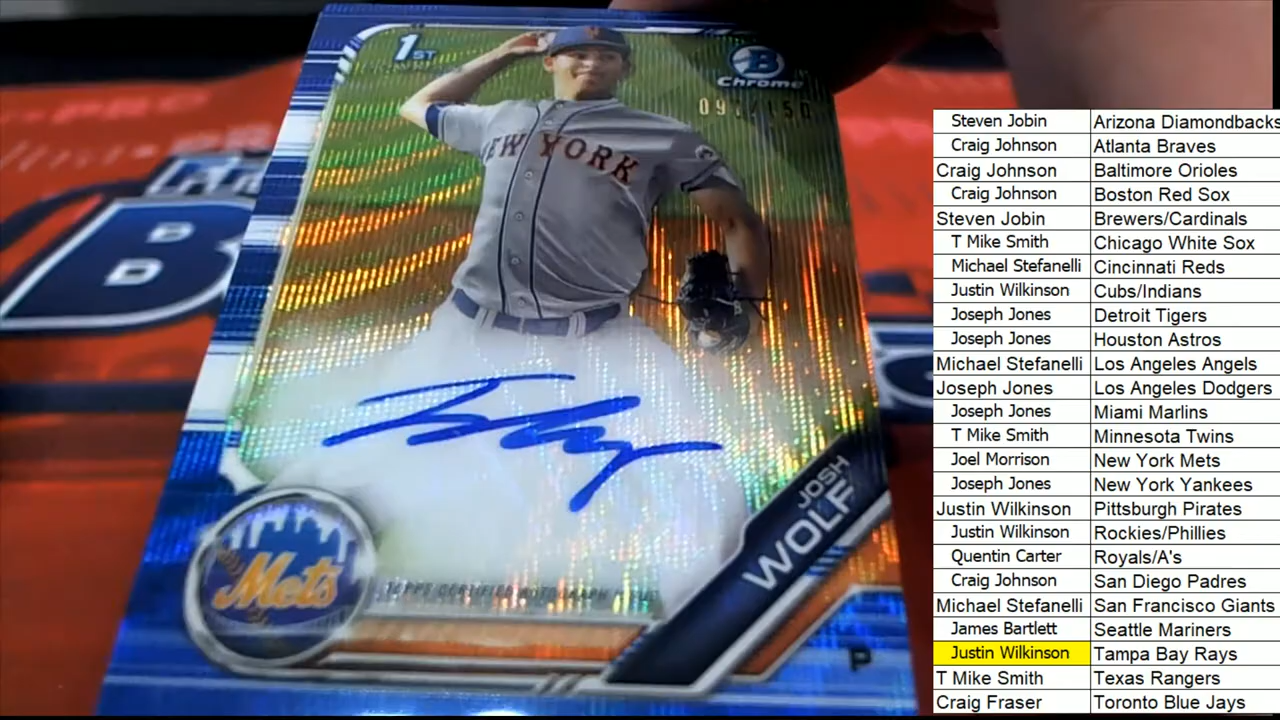 1ST
Chrome
NEW YORK
JOSH
WOLF
Mets
P
Steven Jobin Arizona Diamondbacks
Craig Johnson Atlanta Braves
Craig Johnson Baltimore Orioles
Craig Johnson Boston Red Sox
Steven Jobin Brewers/Cardinals
T Mike Smith Chicago White Sox
Michael Stefanelli Cincinnati Reds
Justin Wilkinson Cubs/Indians
Joseph Jones Detroit Tigers
Joseph Jones Houston Astros
Michael Stefanelli Los Angeles Angels
Joseph Jones Los Angeles Dodgers
Joseph Jones Miami Marlins
T Mike Smith Minnesota Twins
Joel Morrison New York Mets
Joseph Jones New York Yankees
Justin Wilkinson Pittsburgh Pirates
Justin Wilkinson Rockies/Phillies
Quentin Carter Royals/A's
Craig Johnson San Diego Padres
Michael Stefanelli San Francisco Giants
James Bartlett Seattle Mariners
Justin Wilkinson Tampa Bay Rays
T Mike Smith Texas Rangers
Craig Fraser Toronto Blue Jays